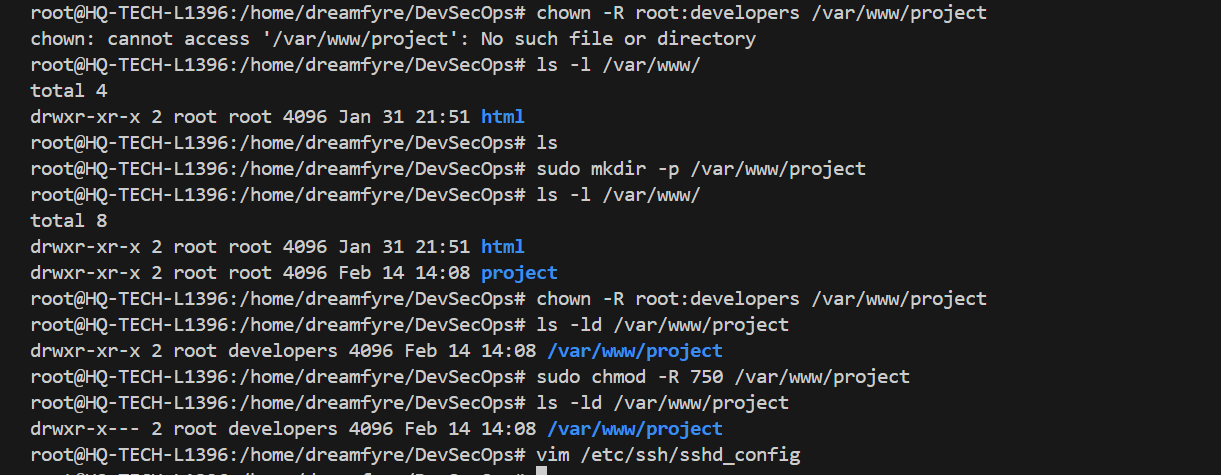 root@HQ-TECH-L1396:/home/dreamfyre/DevSecOps# chown -R root:developers /var/www/project
chown: cannot access '/var/www/project': No such file or directory
root@HQ-TECH-L1396:/home/dreamfyre/DevSecOps# ls -l /var/www/
total 4
drwxr-xr-x 2 root root 4096 Jan 31 21:51 html
root@HQ-TECH-L1396:/home/dreamfyre/DevSecOps# ls
root@HQ-TECH-L1396:/home/dreamfyre/DevSecOps# sudo mkdir -p /var/www/project
root@HQ-TECH-L1396:/home/dreamfyre/DevSecOps# ls -l /var/www/
total 8
drwxr-xr-x 2 root root 4096 Jan 31 21:51 html
drwxr-xr-x 2 root root 4096 Feb 14 14:08 project
root@HQ-TECH-L1396:/home/dreamfyre/DevSecOps# chown -R root:developers /var/www/project
root@HQ-TECH-L1396:/home/dreamfyre/DevSecOps# ls -ld /var/www/project
drwxr-xr-x 2 root developers 4096 Feb 14 14:08 /var/www/project
root@HQ-TECH-L1396:/home/dreamfyre/DevSecOps# sudo chmod -R 750 /var/www/project
root@HQ-TECH-L1396:/home/dreamfyre/DevSecOps# ls -ld /var/www/project
drwxr-x--- 2 root developers 4096 Feb 14 14:08 /var/www/project
root@HQ-TECH-L1396:/home/dreamfyre/DevSecOps# vim /etc/ssh/sshd_config